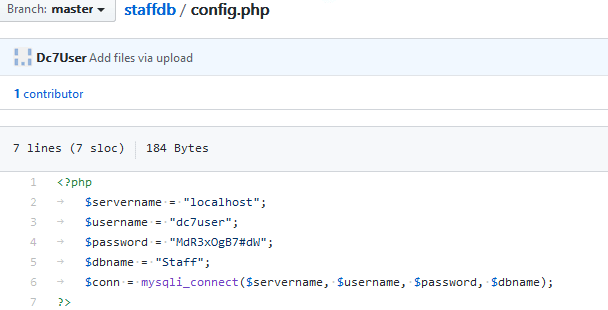 Branch: master staffdb / config.php
Dc7User Add files via upload
1 contributor
7 lines (7 sloc) 184 Bytes
1 <?php
2 $servername = "localhost";
3 $username = "dc7user";
4 $password = "MdR3xOgB7#dW";
5 $dbname = "Staff";
6 $conn = mysqli_connect($servername, $username, $password, $dbname);
7 ?>